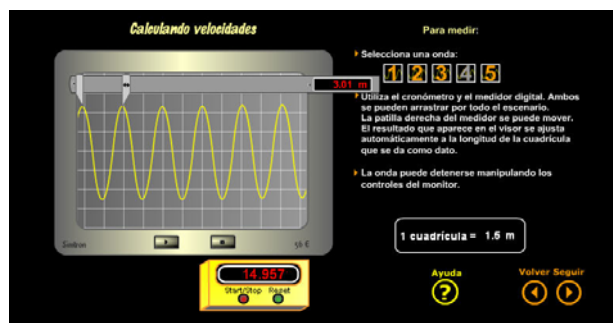 Calculando velocidades
Para medir:
Selecciona una onda:
1 2 3 4 5
3.01 m
Utiliza el cronómetro y el medidor digital. Ambos
se pueden arrastrar por todo el escenario.
La patilla derecha del medidor se puede mover.
El resultado que aparece en el visor se ajusta
automáticamente a la longitud de la cuadrícula
que se da como dato.
La onda puede detenerse manipulando los
controles del monitor.
1 cuadrícula = 1.5 m
Sintron
56 €
14.957
Start/Stop Reset
Ayuda
?
Volver Seguir